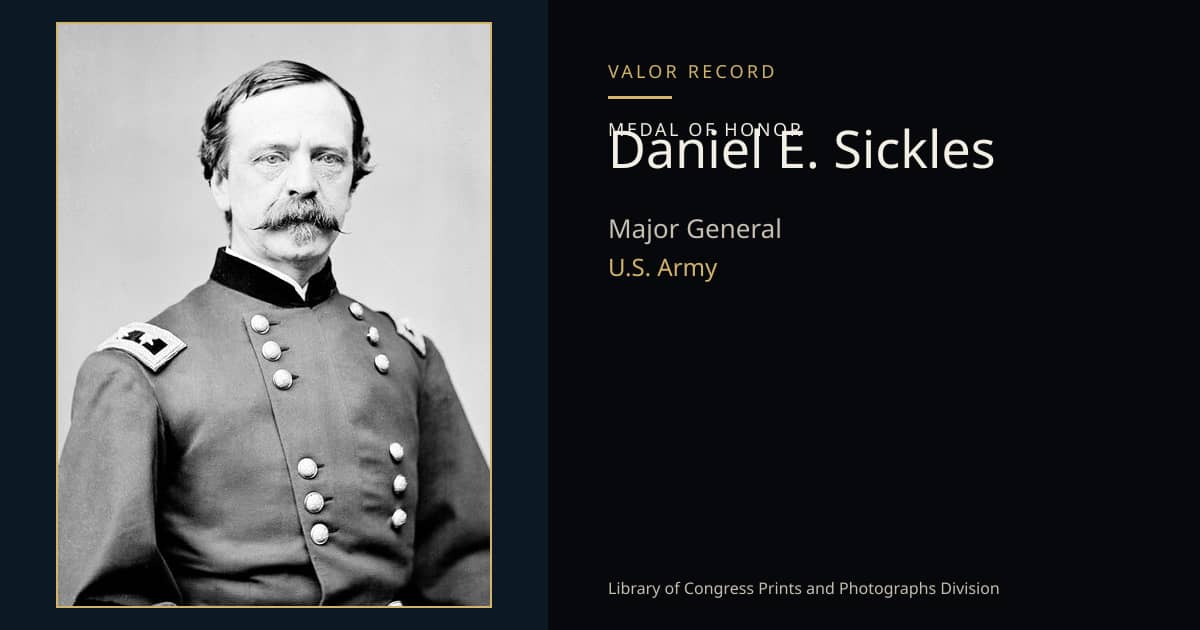 VALOR RECORD
MEDAL OF HONOR
Daniel E. Sickles
Major General
U.S. Army
Library of Congress Prints and Photographs Division